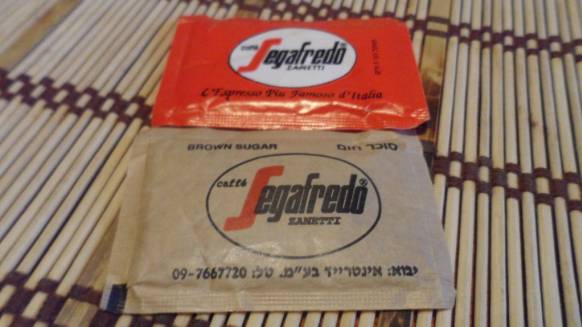 caffè
Segafredo®
ZANETTI
L'Espresso Più Famoso d'Italia
BROWN SUGAR סוכר חום
caffè
Segafredo®
ZANETTI
יבוא: אינטרייד בע"מ. טל: 09-7667720